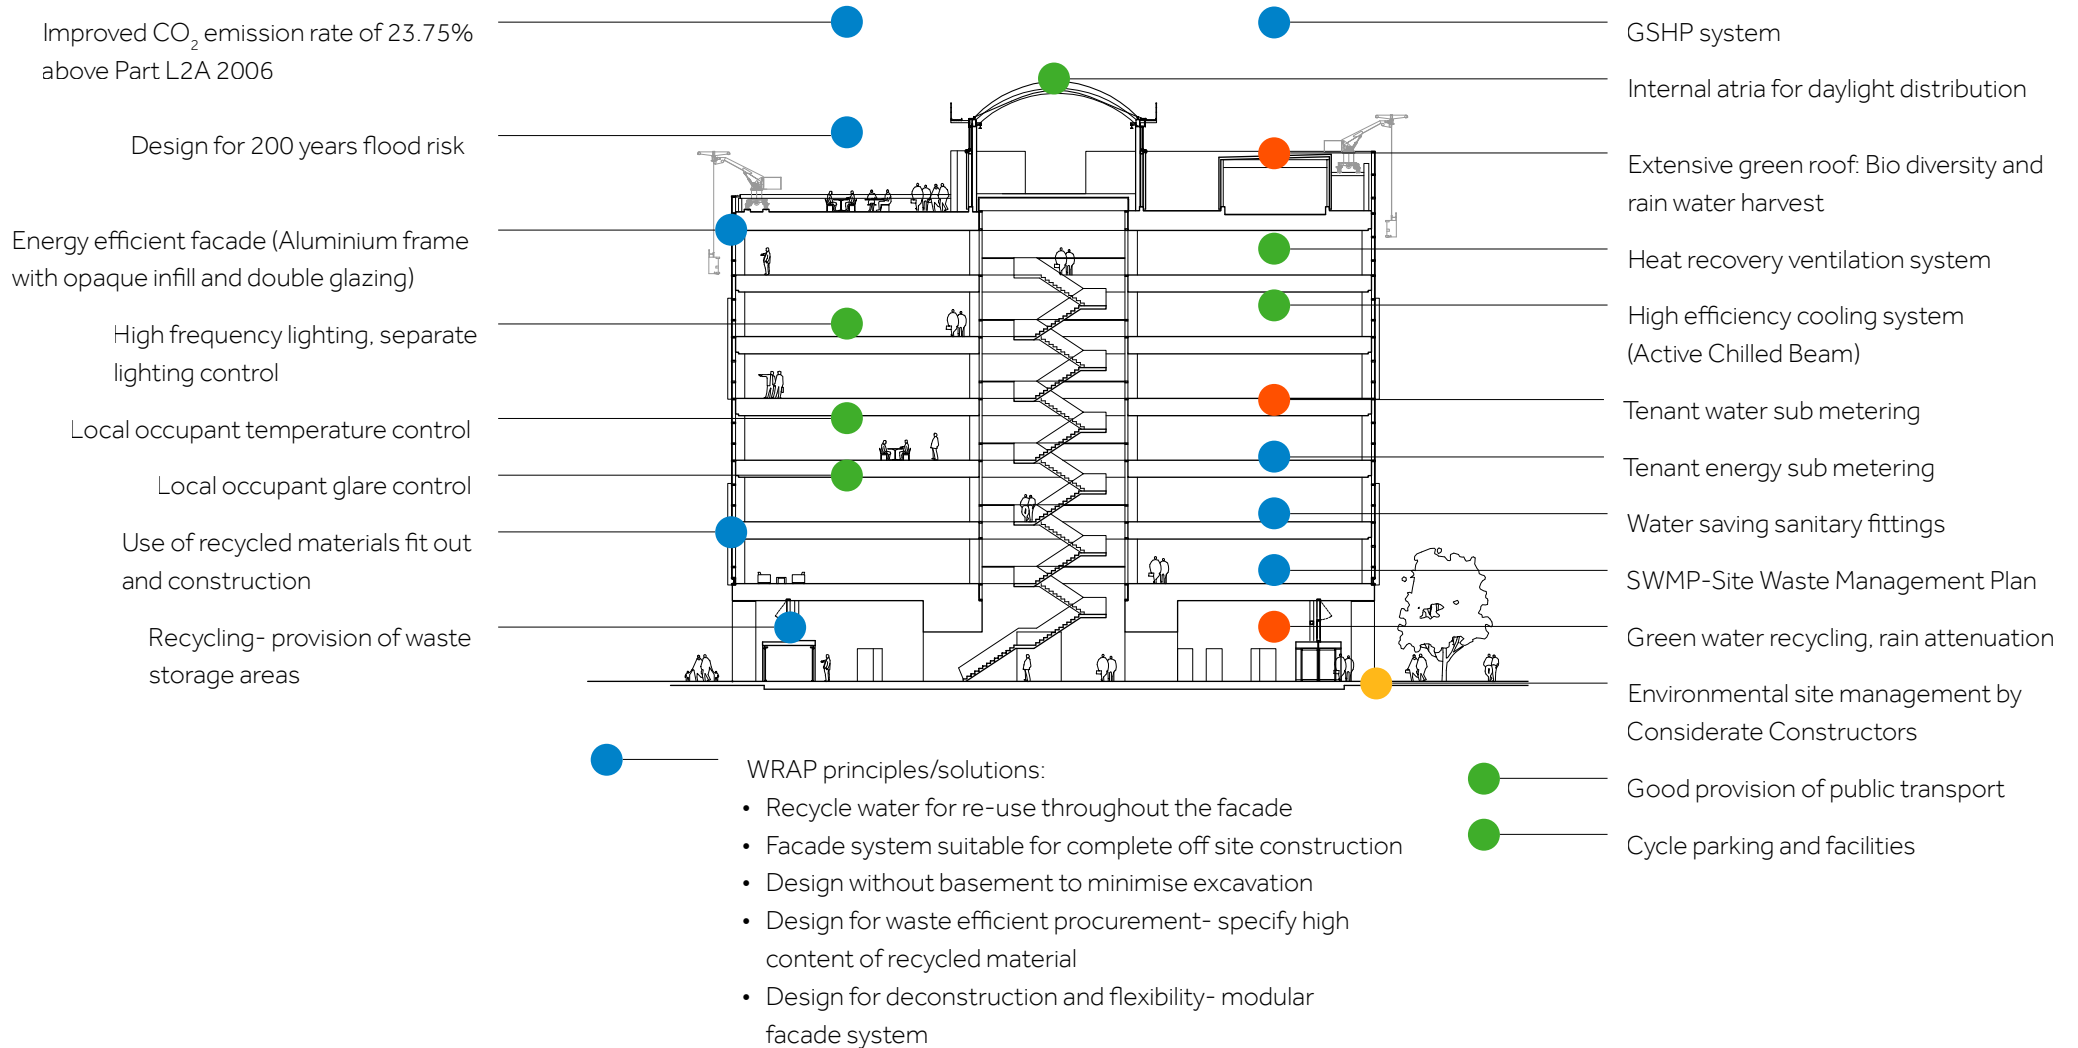 Improved CO₂ emission rate of 23.75%
above Part L2A 2006
Design for 200 years flood risk
Energy efficient facade (Aluminium frame
with opaque infill and double glazing)
High frequency lighting, separate
lighting control
Local occupant temperature control
Local occupant glare control
Use of recycled materials fit out
and construction
Recycling- provision of waste
storage areas
GSHP system
Internal atria for daylight distribution
Extensive green roof: Bio diversity and
rain water harvest
Heat recovery ventilation system
High efficiency cooling system
(Active Chilled Beam)
Tenant water sub metering
Tenant energy sub metering
Water saving sanitary fittings
SWMP-Site Waste Management Plan
Green water recycling, rain attenuation
Environmental site management by
Considerate Constructors
Good provision of public transport
Cycle parking and facilities
WRAP principles/solutions:
• Recycle water for re-use throughout the facade
• Facade system suitable for complete off site construction
• Design without basement to minimise excavation
• Design for waste efficient procurement- specify high
content of recycled material
• Design for deconstruction and flexibility- modular
facade system